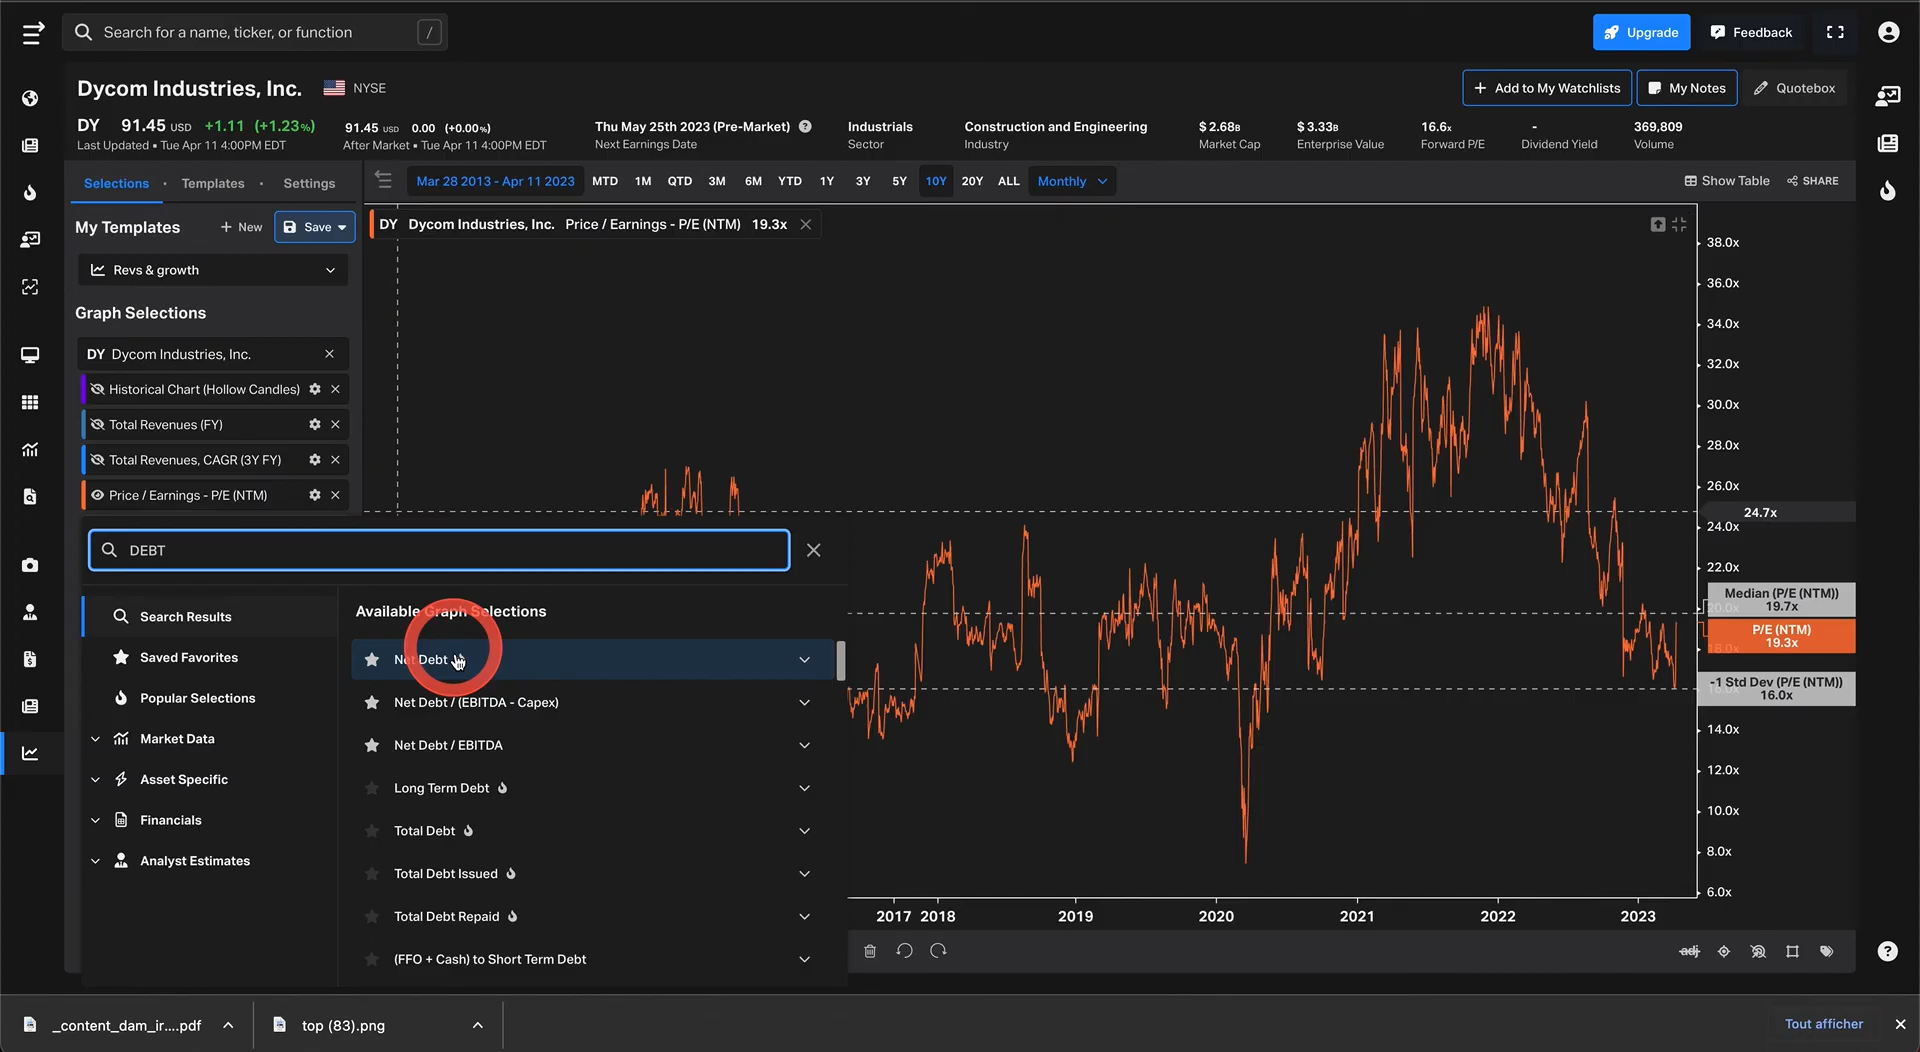 Search for a name, ticker, or function /
Upgrade
Feedback
Dycom Industries, Inc. NYSE
+ Add to My Watchlists
My Notes
Quotebox
DY 91.45 USD +1.11 (+1.23%)
Last Updated • Tue Apr 11 4:00PM EDT
91.45 USD 0.00 (+0.00%)
After Market • Tue Apr 11 4:00PM EDT
Thu May 25th 2023 (Pre-Market) ?
Next Earnings Date
Industrials
Sector
Construction and Engineering
Industry
$ 2.68B
Market Cap
$ 3.33B
Enterprise Value
16.6x
Forward P/E
-
Dividend Yield
369,809
Volume
Selections • Templates • Settings
Mar 28 2013 - Apr 11 2023 MTD 1M QTD 3M 6M YTD 1Y 3Y 5Y 10Y 20Y ALL Monthly
Show Table
SHARE
My Templates + New Save
Revs & growth
Graph Selections
DY Dycom Industries, Inc.
Historical Chart (Hollow Candles)
Total Revenues (FY)
Total Revenues, CAGR (3Y FY)
Price / Earnings - P/E (NTM)
DY Dycom Industries, Inc. Price / Earnings - P/E (NTM) 19.3x
38.0x
36.0x
34.0x
32.0x
30.0x
28.0x
26.0x
24.7x
24.0x
22.0x
Median (P/E (NTM))
19.7x
20.0x
P/E (NTM)
19.3x
18.0x
-1 Std Dev (P/E (NTM))
16.0x
14.0x
12.0x
10.0x
8.0x
6.0x
2017 2018 2019 2020 2021 2022 2023
DEBT
Search Results
Saved Favorites
Popular Selections
Market Data
Asset Specific
Financials
Analyst Estimates
Available Graph Selections
Net Debt
Net Debt / (EBITDA - Capex)
Net Debt / EBITDA
Long Term Debt
Total Debt
Total Debt Issued
Total Debt Repaid
(FFO + Cash) to Short Term Debt
adj
?
_content_dam_ir....pdf
top (83).png
Tout afficher